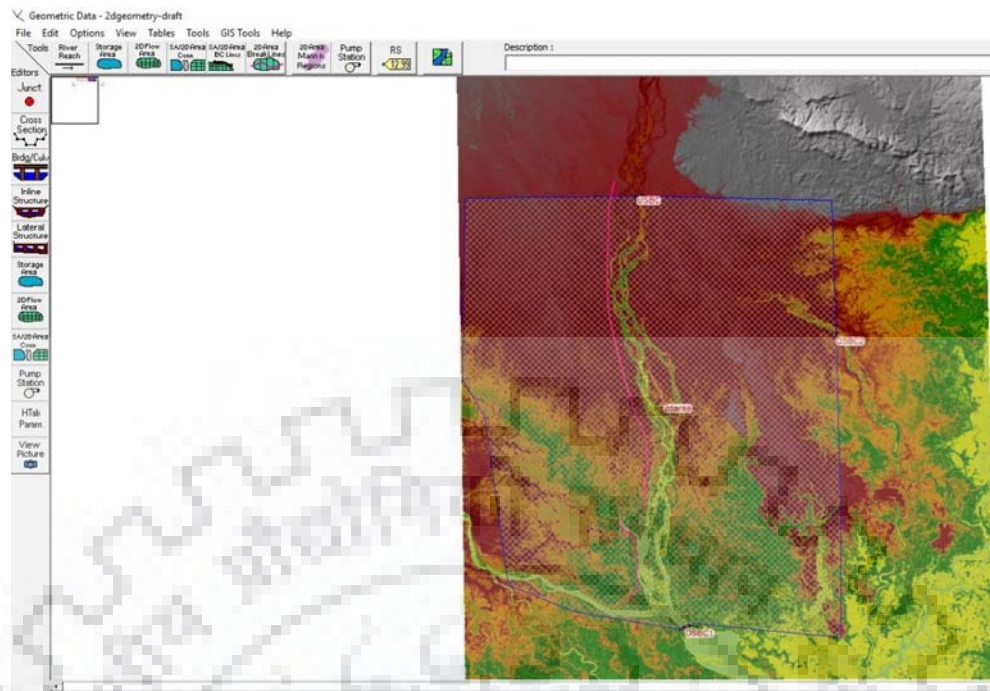 Geometric Data - 2dgeometry-draft
File Edit Options View Tables Tools GIS Tools Help
Tools
River Reach
Storage Area
2D Flow Area
SA/2D Area Conn
SA/2D Area BC Lines
2D Area BreakLines
2D Area Mann n Regions
Pump Station
RS
Description :
Editors
Junct.
Cross Section
Brdg/Culv
Inline Structure
Lateral Structure
Storage Area
2D Flow Area
SA/2D Area Conn
Pump Station
HTab Param.
View Picture
USBC
DSBC1